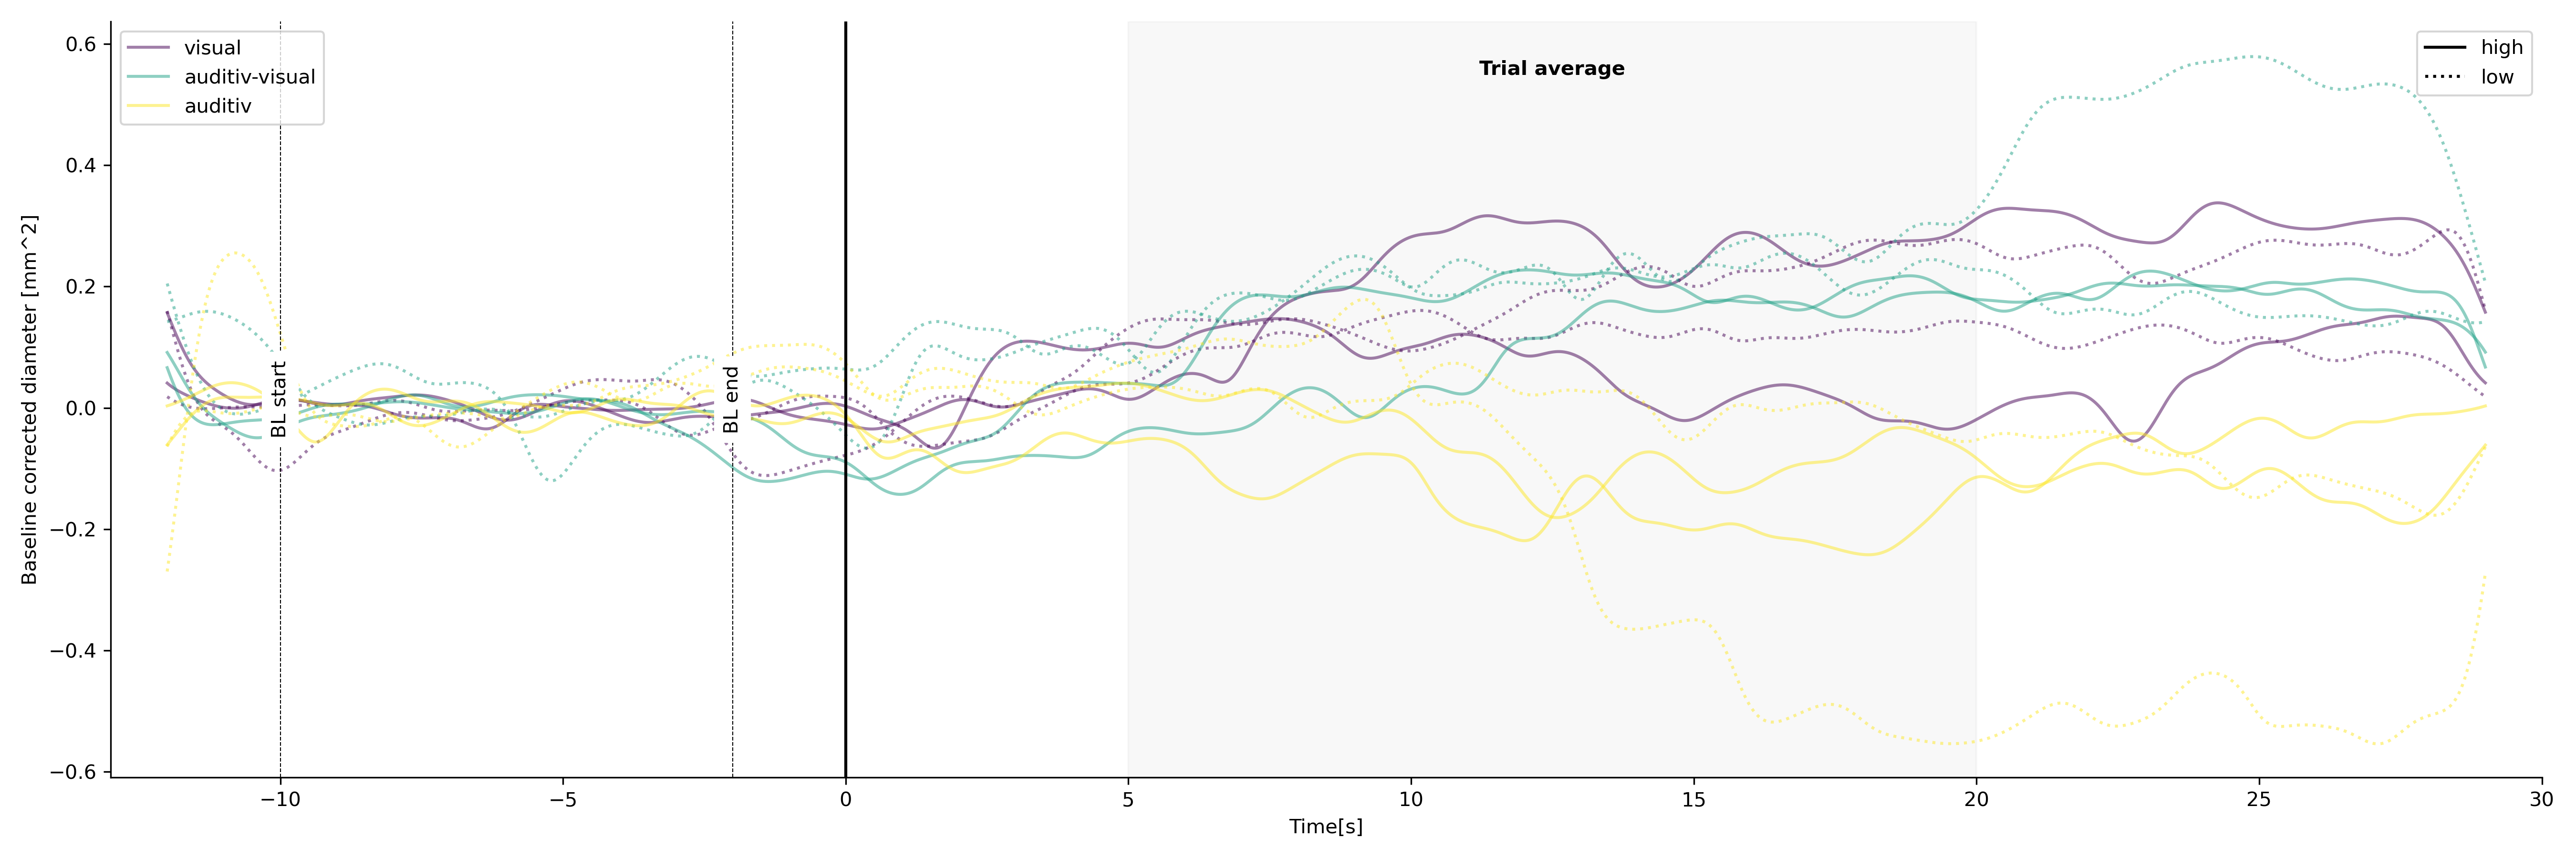 visual
auditiv-visual
auditiv
Trial average
high
low
Baseline corrected diameter [mm^2]
0.6
0.4
0.2
0.0
−0.2
−0.4
−0.6
BL start
BL end
−10
−5
0
5
10
15
20
25
30
Time[s]